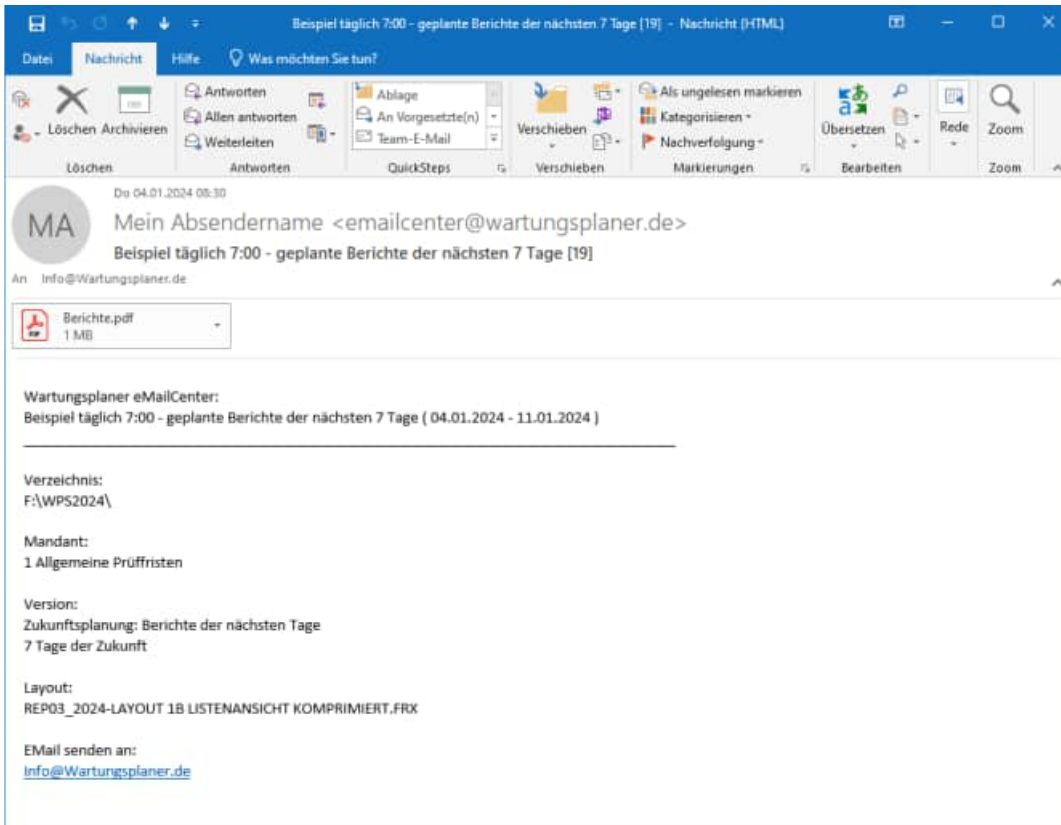 Beispiel täglich 7:00 - geplante Berichte der nächsten 7 Tage [19] - Nachricht (HTML)
Datei Nachricht Hilfe Was möchten Sie tun?
Löschen Archivieren
Löschen
Antworten
Allen antworten
Weiterleiten
Antworten
Ablage
An Vorgesetzte(n)
Team-E-Mail
QuickSteps
Verschieben
Verschieben
Als ungelesen markieren
Kategorisieren
Nachverfolgung
Markierungen
Übersetzen
Bearbeiten
Rede
Zoom
Zoom
Do 04.01.2024 08:30
MA
Mein Absendername <emailcenter@wartungsplaner.de>
Beispiel täglich 7:00 - geplante Berichte der nächsten 7 Tage [19]
An Info@Wartungsplaner.de
PDF
Berichte.pdf
1 MB
Wartungsplaner eMailCenter:
Beispiel täglich 7:00 - geplante Berichte der nächsten 7 Tage ( 04.01.2024 - 11.01.2024 )
Verzeichnis:
F:\WPS2024\
Mandant:
1 Allgemeine Prüffristen
Version:
Zukunftsplanung: Berichte der nächsten Tage
7 Tage der Zukunft
Layout:
REP03_2024-LAYOUT 1B LISTENANSICHT KOMPRIMIERT.FRX
EMail senden an:
Info@Wartungsplaner.de